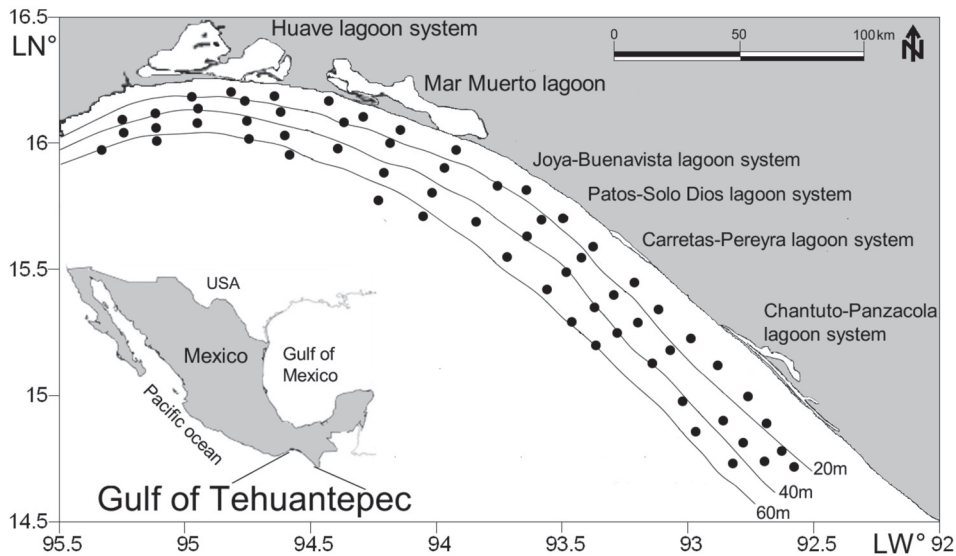 16.5
LN°
16
15.5
15
14.5
95.5
95
94.5
94
93.5
93
92.5
LW°
92
Huave lagoon system
0
50
100km
N
Mar Muerto lagoon
Joya-Buenavista lagoon system
Patos-Solo Dios lagoon system
Carretas-Pereyra lagoon system
Chantuto-Panzacola
lagoon system
USA
Mexico
Gulf of
Mexico
Pacific ocean
Gulf of Tehuantepec
20m
40m
60m